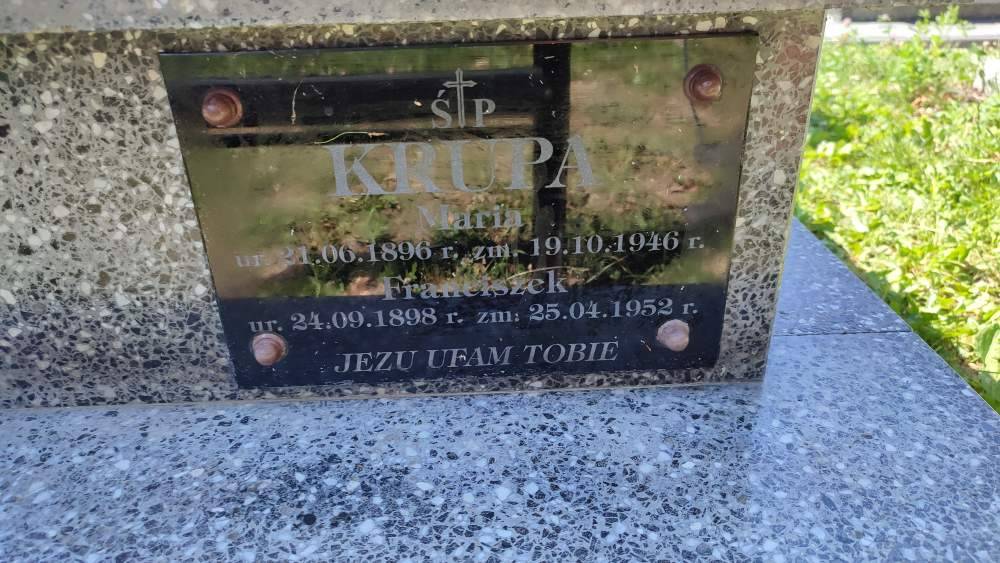 Ś†P
KRUPA
Maria
ur. 21.06.1896 r. zm. 19.10.1946 r.
Franciszek
ur. 24.09.1898 r. zm. 25.04.1952 r.
JEZU UFAM TOBIE